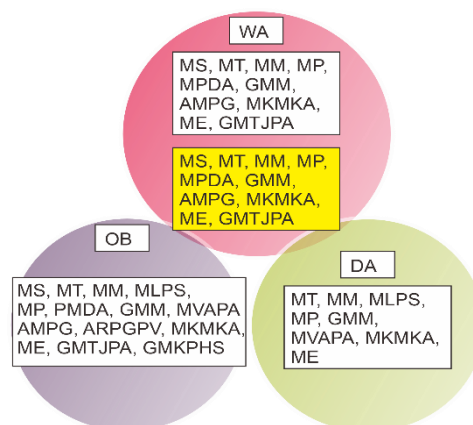 WA
MS, MT, MM, MP,
MPDA, GMM,
AMPG, MKMKA,
ME, GMTJPA
MS, MT, MM, MP,
MPDA, GMM,
AMPG, MKMKA,
ME, GMTJPA
OB
MS, MT, MM, MLPS,
MP, PMDA, GMM, MVAPA
AMPG, ARPGPV, MKMKA,
ME, GMTJPA, GMKPHS
DA
MT, MM, MLPS,
MP, GMM,
MVAPA, MKMKA,
ME